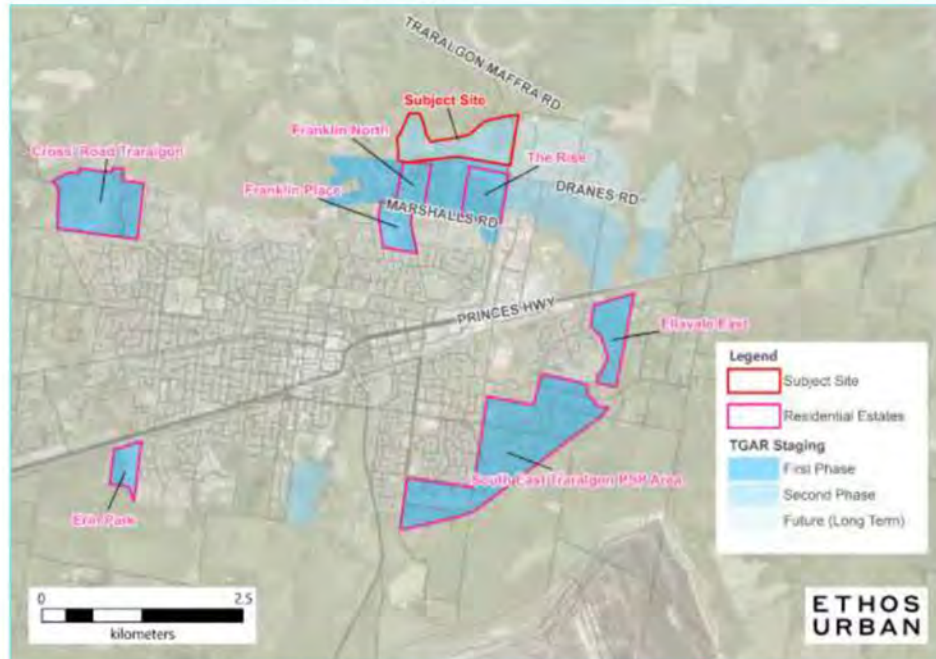 TRARALGON MAFFRA RD
Subject Site
Franklin North
Cross' Road Traralgon
The Rise
Franklin Place
DRANES RD
MARSHALLS RD
PRINCES HWY
Ellavale East
South East Traralgon PSP Area
Erin Park
Legend
Subject Site
Residential Estates
TGAR Staging
First Phase
Second Phase
Future (Long Term)
0 2.5
kilometers
ETHOS
URBAN